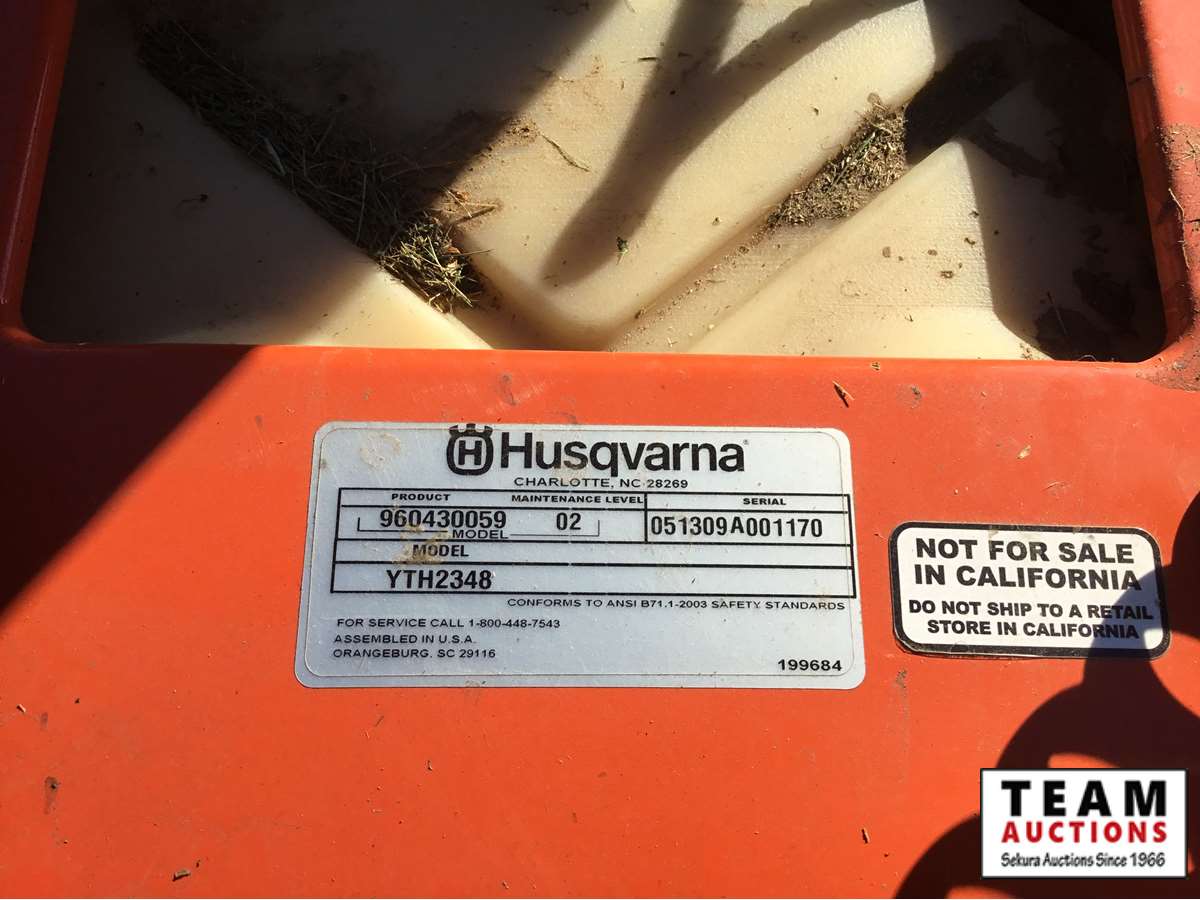 Husqvarna
CHARLOTTE, NC 28269
PRODUCT MAINTENANCE LEVEL SERIAL
960430059 02 051309A001170
MODEL
MODEL
YTH2348
CONFORMS TO ANSI B71.1-2003 SAFETY STANDARDS
FOR SERVICE CALL 1-800-448-7543
ASSEMBLED IN U.S.A.
ORANGEBURG, SC 29116
199684
NOT FOR SALE
IN CALIFORNIA
DO NOT SHIP TO A RETAIL
STORE IN CALIFORNIA
TEAM
AUCTIONS
Sekura Auctions Since 1966